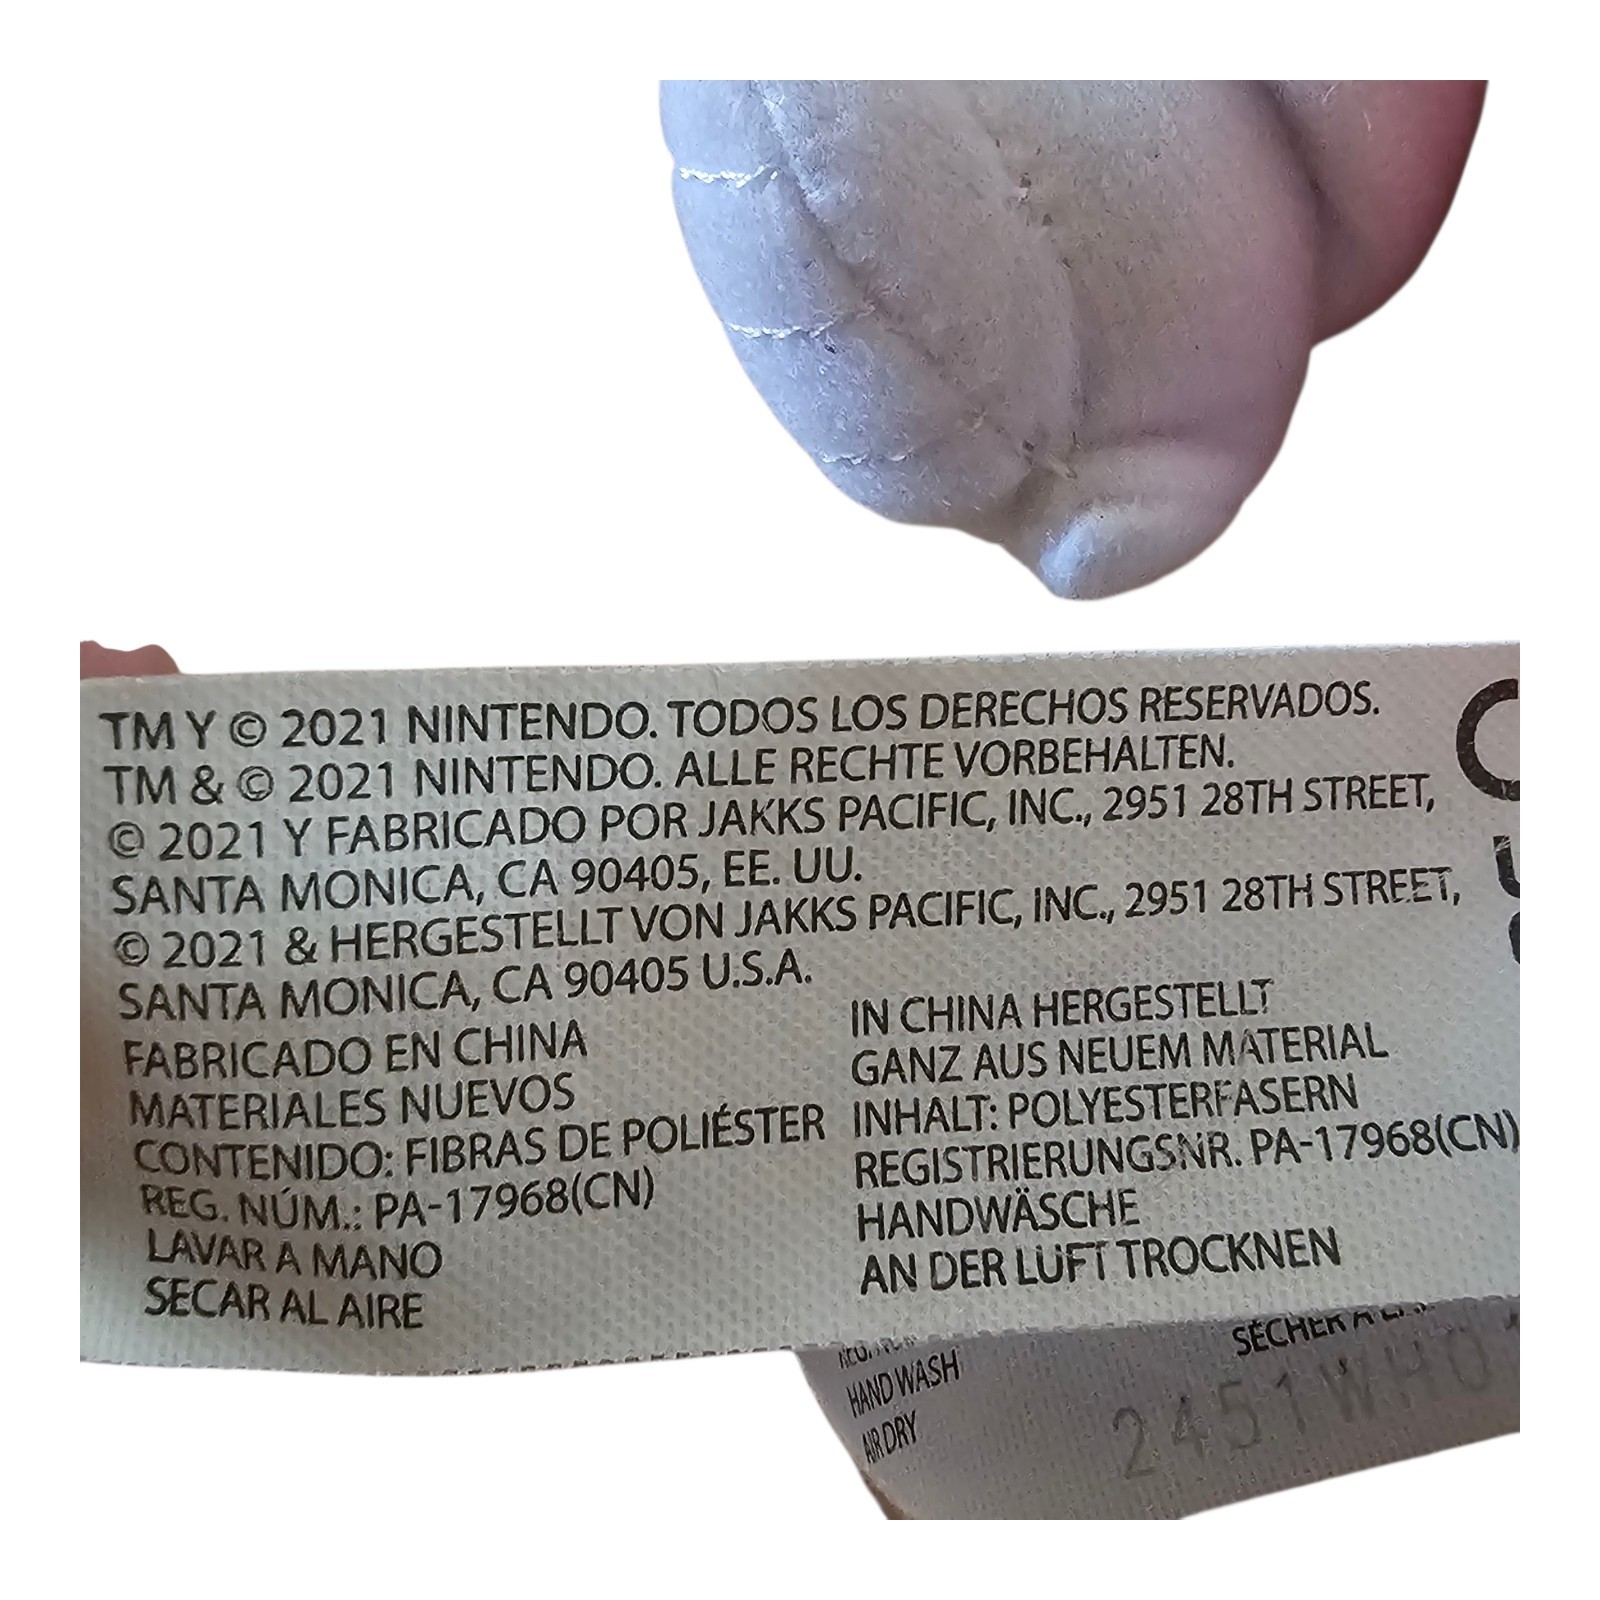 TM Y © 2021 NINTENDO. TODOS LOS DERECHOS RESERVADOS.
TM & © 2021 NINTENDO. ALLE RECHTE VORBEHALTEN.
© 2021 Y FABRICADO POR JAKKS PACIFIC, INC., 2951 28TH STREET,
SANTA MONICA, CA 90405, EE. UU.
© 2021 & HERGESTELLT VON JAKKS PACIFIC, INC., 2951 28TH STREET,
SANTA MONICA, CA 90405 U.S.A.
FABRICADO EN CHINA
MATERIALES NUEVOS
CONTENIDO: FIBRAS DE POLIÉSTER
REG. NÚM.: PA-17968(CN)
LAVAR A MANO
SECAR AL AIRE
IN CHINA HERGESTELLT
GANZ AUS NEUEM MATERIAL
INHALT: POLYESTERFASERN
REGISTRIERUNGSNR. PA-17968(CN)
HANDWÄSCHE
AN DER LUFT TROCKNEN
HAND WASH
AIR DRY
SÉCHER À